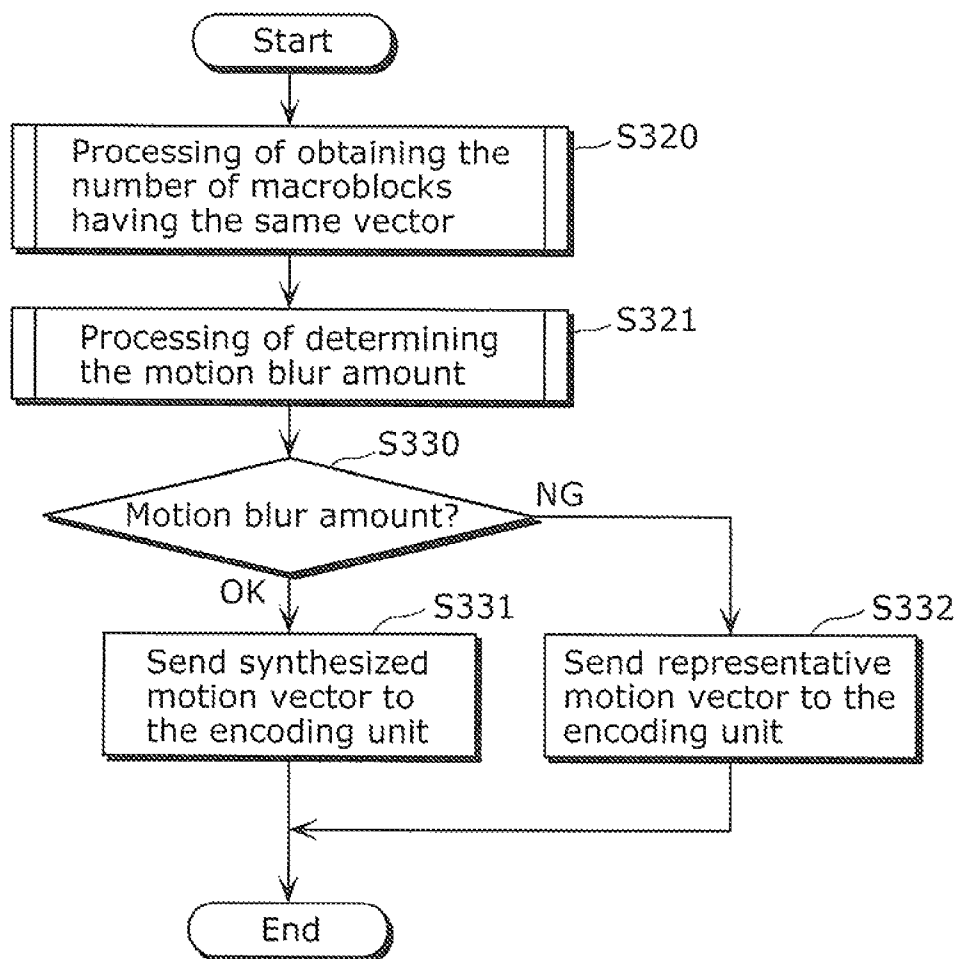 Start
Processing of obtaining the
number of macroblocks
having the same vector
S320
Processing of determining
the motion blur amount
S321
S330
Motion blur amount?
NG
OK
S331
Send synthesized
motion vector to
the encoding unit
S332
Send representative
motion vector to the
encoding unit
End